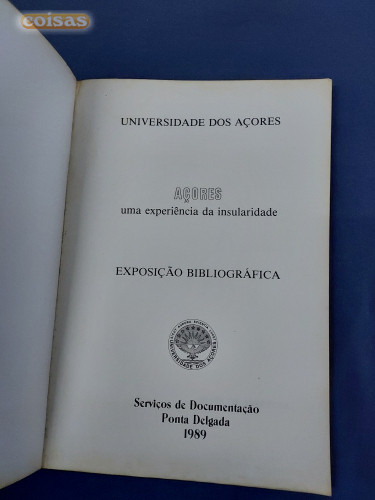 coisas
UNIVERSIDADE DOS AÇORES
AÇORES
uma experiência da insularidade
EXPOSIÇÃO BIBLIOGRÁFICA
UNIVERSIDADE DOS AÇORES
Serviços de Documentação
Ponta Delgada
1989